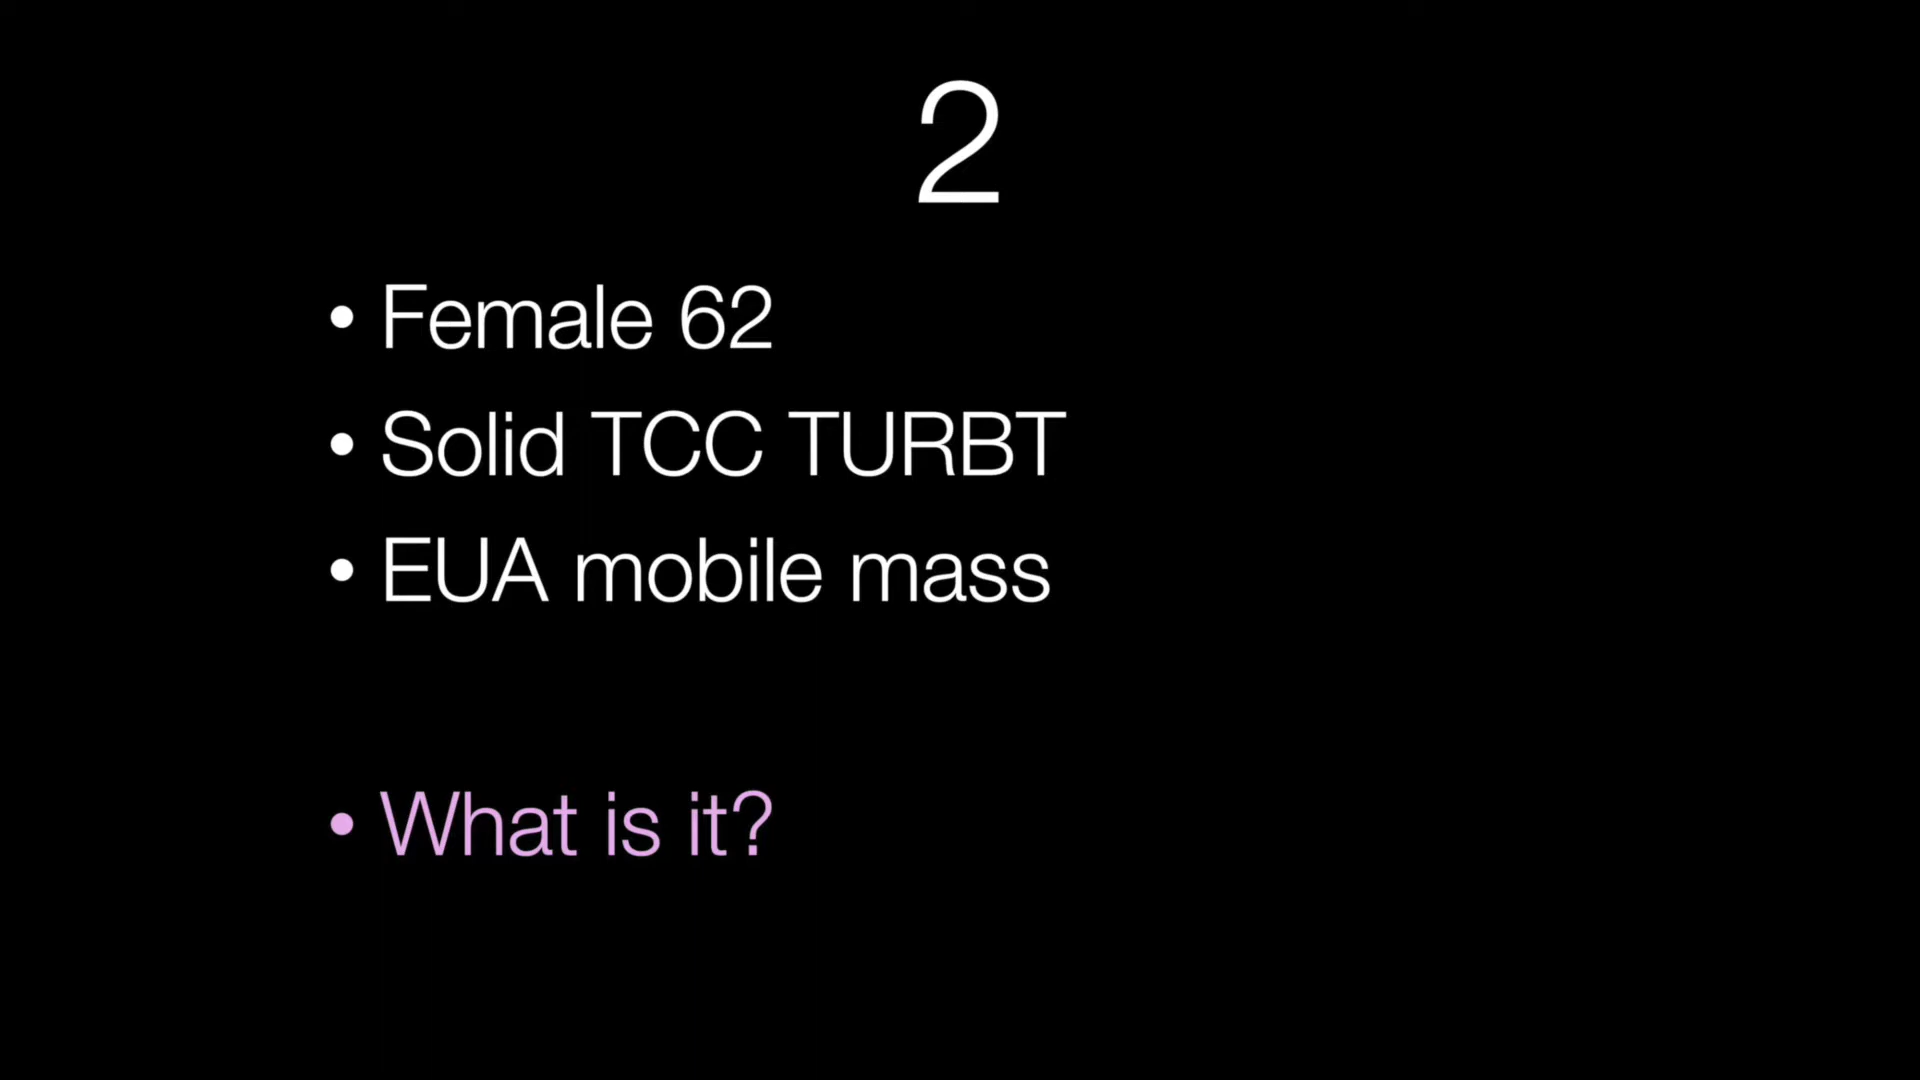 2
• Female 62
• Solid TCC TURBT
• EUA mobile mass
• What is it?